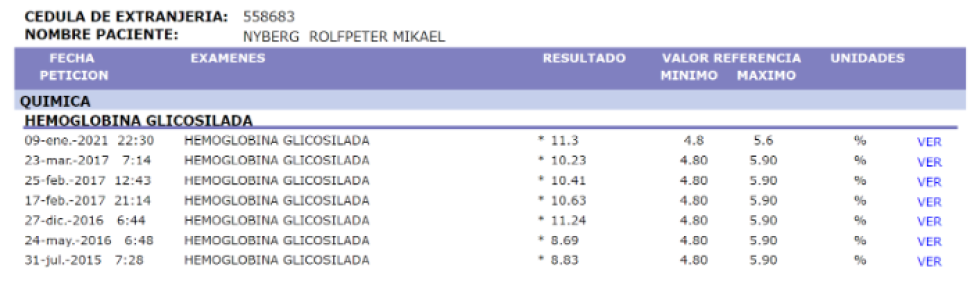 CEDULA DE EXTRANJERIA: 558683
NOMBRE PACIENTE: NYBERG ROLFPETER MIKAEL
FECHA PETICION EXAMENES RESULTADO VALOR REFERENCIA MINIMO MAXIMO UNIDADES
QUIMICA
HEMOGLOBINA GLICOSILADA
09-ene.-2021 22:30 HEMOGLOBINA GLICOSILADA * 11.3 4.8 5.6 % VER
23-mar.-2017 7:14 HEMOGLOBINA GLICOSILADA * 10.23 4.80 5.90 % VER
25-feb.-2017 12:43 HEMOGLOBINA GLICOSILADA * 10.41 4.80 5.90 % VER
17-feb.-2017 21:14 HEMOGLOBINA GLICOSILADA * 10.63 4.80 5.90 % VER
27-dic.-2016 6:44 HEMOGLOBINA GLICOSILADA * 11.24 4.80 5.90 % VER
24-may.-2016 6:48 HEMOGLOBINA GLICOSILADA * 8.69 4.80 5.90 % VER
31-jul.-2015 7:28 HEMOGLOBINA GLICOSILADA * 8.83 4.80 5.90 % VER